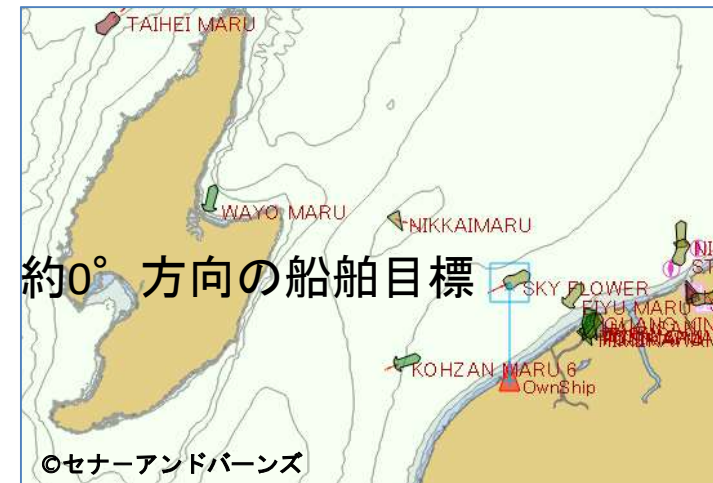 TAIHEI MARU
WAYO MARU
NIKKAIMARU
約0°方向の船舶目標
SKY FLOWER
EIYU MARU
KOHZAN MARU 6
OwnShip
©セナーアンドバーンズ